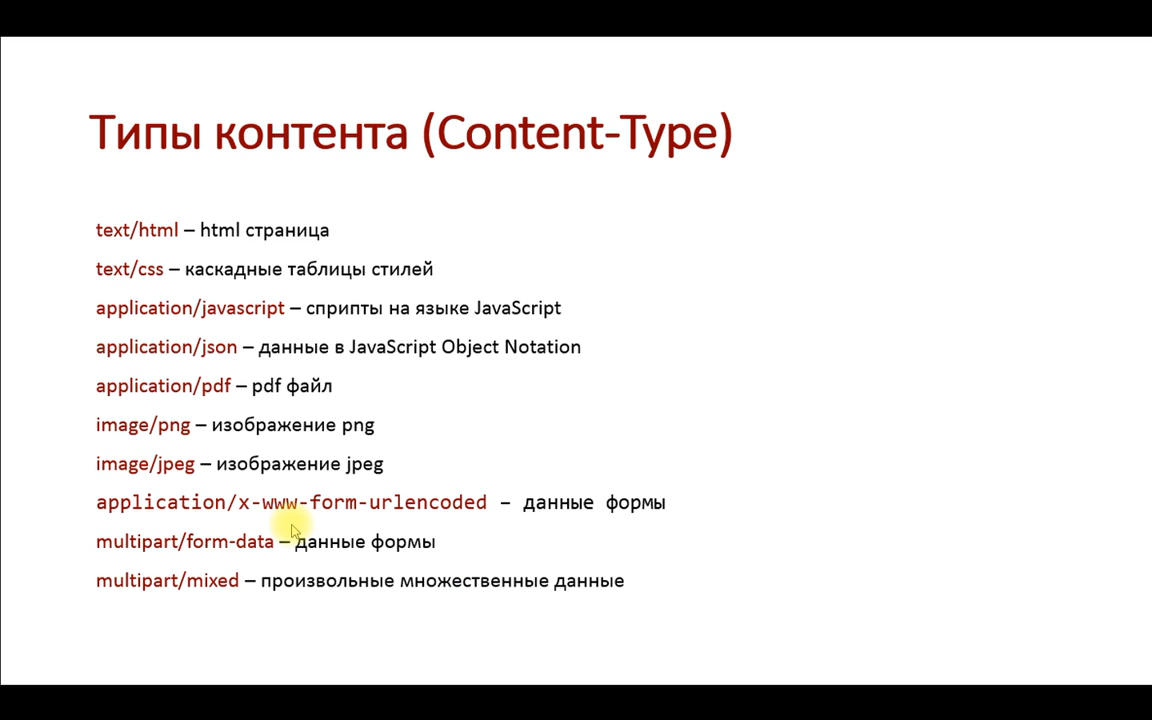 Типы контента (Content-Type)
text/html – html страница
text/css – каскадные таблицы стилей
application/javascript – сприпты на языке JavaScript
application/json – данные в JavaScript Object Notation
application/pdf – pdf файл
image/png – изображение png
image/jpeg – изображение jpeg
application/x-www-form-urlencoded – данные формы
multipart/form-data – данные формы
multipart/mixed – произвольные множественные данные